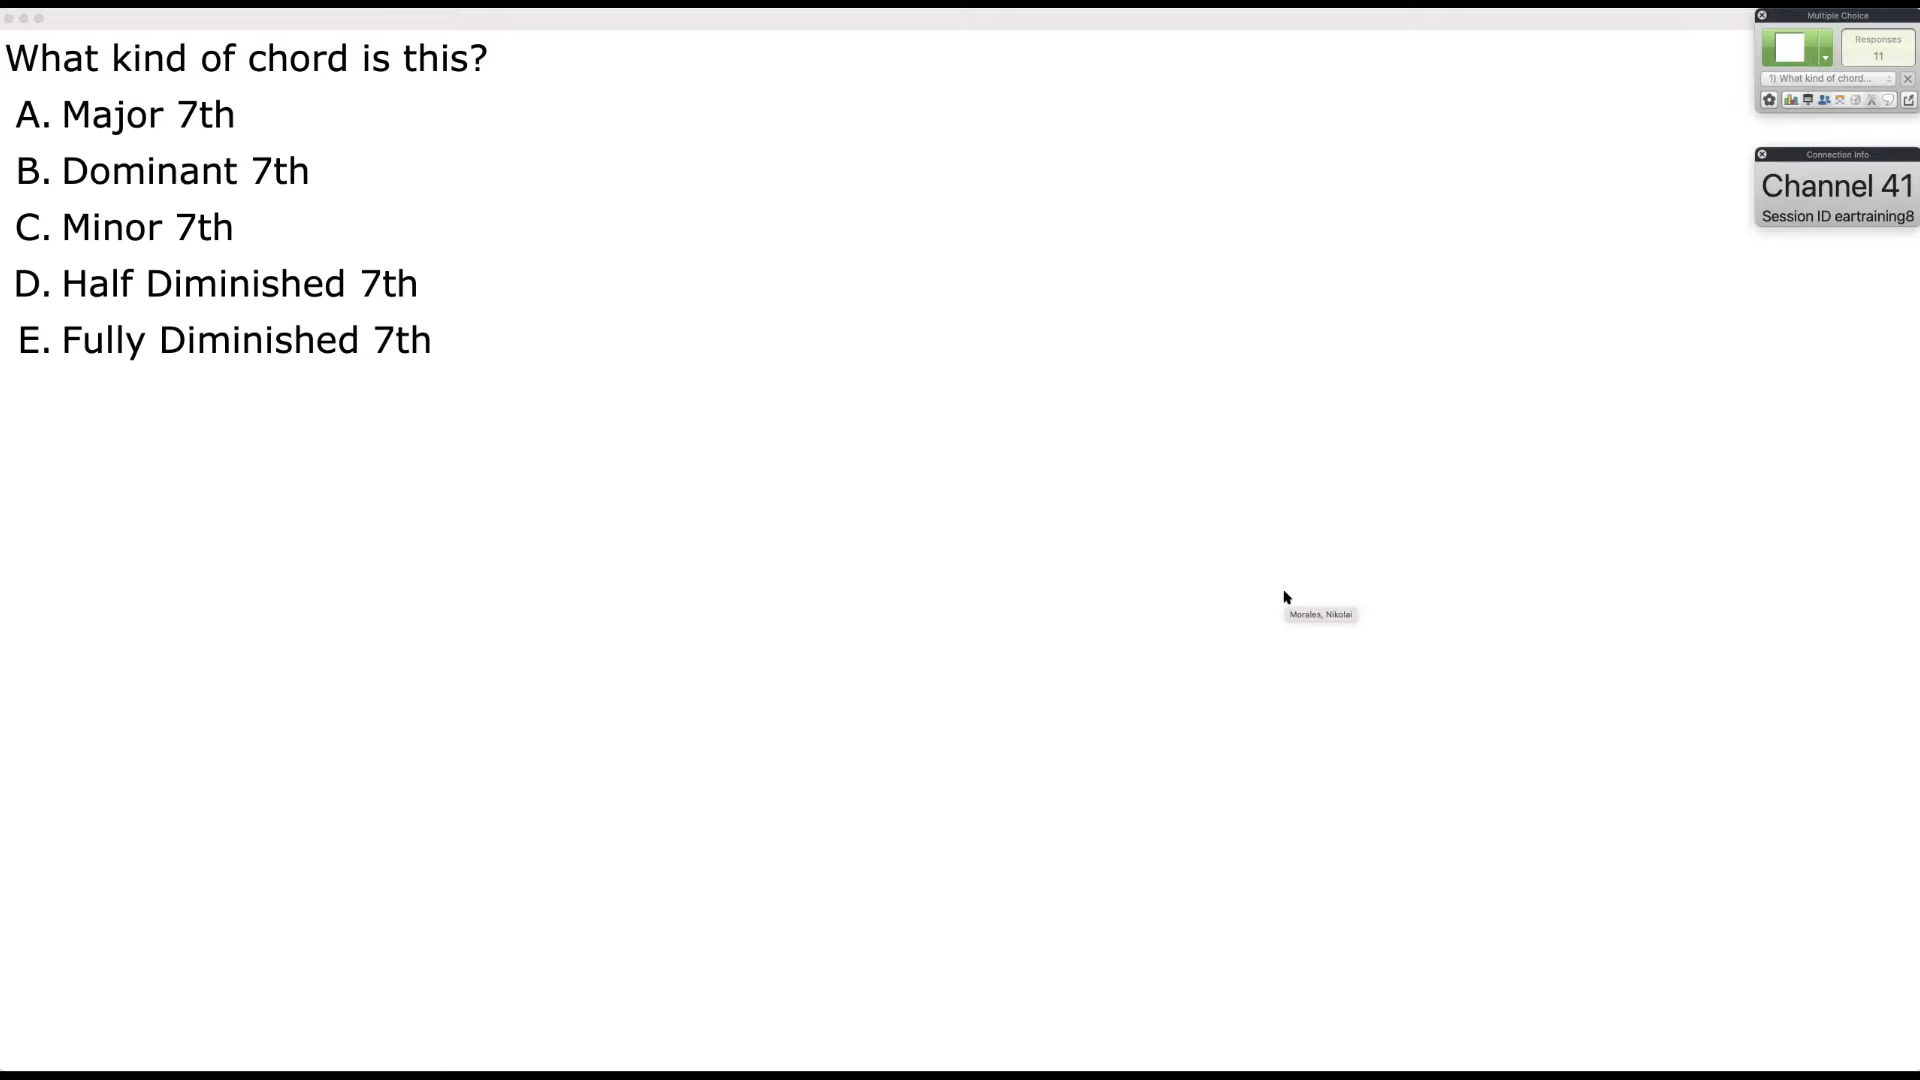 What kind of chord is this?
A. Major 7th
B. Dominant 7th
C. Minor 7th
D. Half Diminished 7th
E. Fully Diminished 7th
Multiple Choice
Responses
11
1) What kind of chord...
Connection Info
Channel 41
Session ID eartraining8
Morales, Nikolai